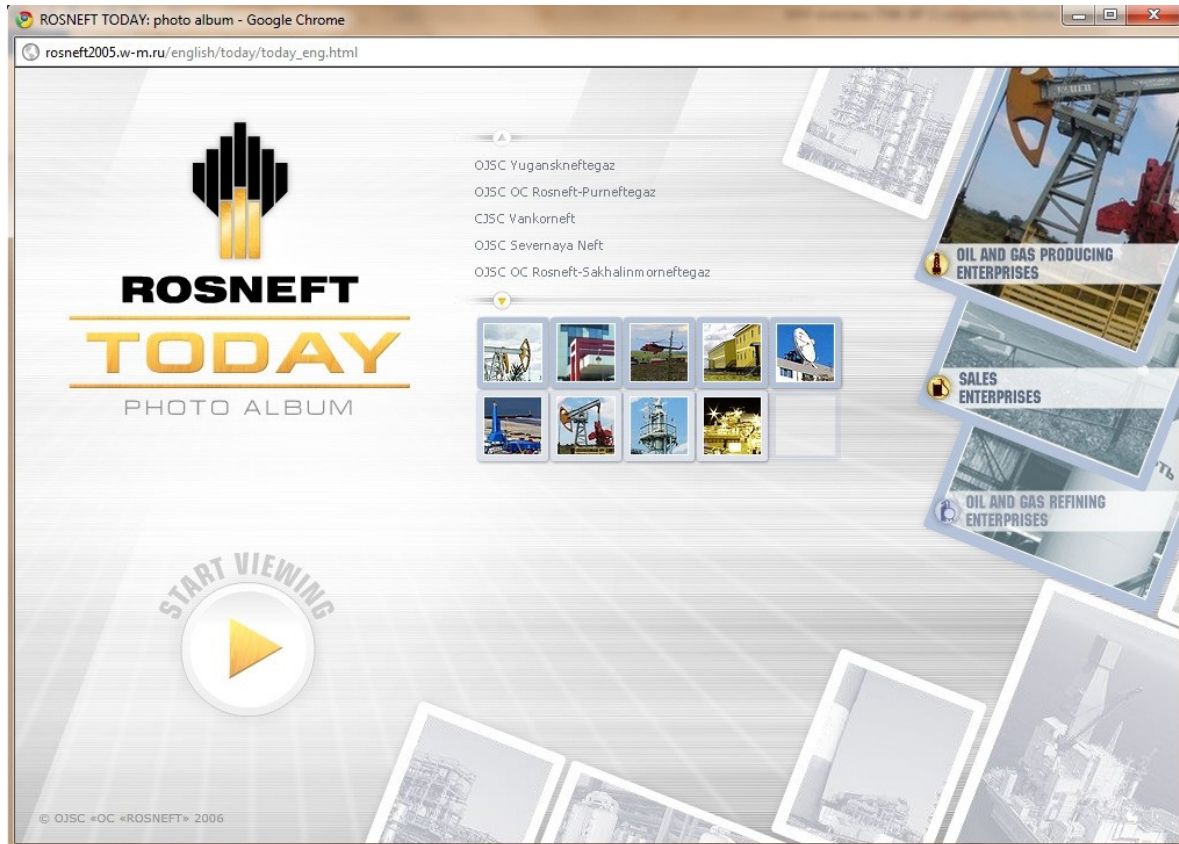 ROSNEFT TODAY: photo album - Google Chrome
rosneft2005.w-m.ru/english/today/today_eng.html
ROSNEFT
TODAY
PHOTO ALBUM
START VIEWING
© OJSC «OC «ROSNEFT» 2006
OJSC Yuganskneftegaz
OJSC OC Rosneft-Purneftegaz
CJSC Vankorneft
OJSC Severnaya Neft
OJSC OC Rosneft-Sakhalinmorneftegaz
OIL AND GAS PRODUCING
ENTERPRISES
SALES
ENTERPRISES
OIL AND GAS REFINING
ENTERPRISES